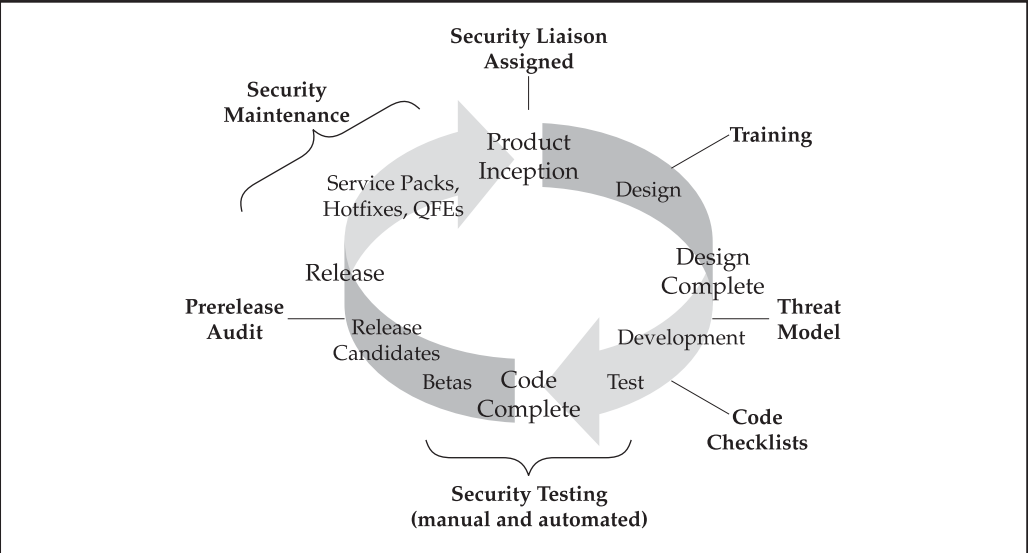 Security Liaison
Assigned
Security
Maintenance
Product
Inception
Training
Design
Service Packs,
Hotfixes, QFEs
Design
Complete
Release
Prerelease
Audit
Threat
Model
Release
Candidates
Development
Betas
Code
Complete
Test
Code
Checklists
Security Testing
(manual and automated)